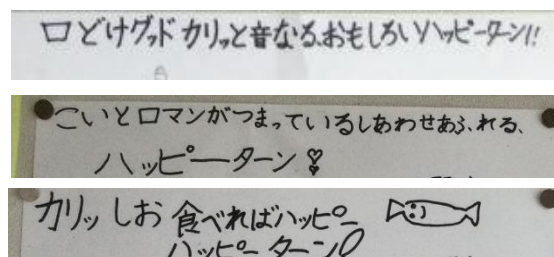 口どけグッド カリッと音なる、おもしろいハッピーターン!!
こいとロマンがつまっているしあわせあふれる、
ハッピーターン
カリッ しお 食べればハッピー
ハッピーターン